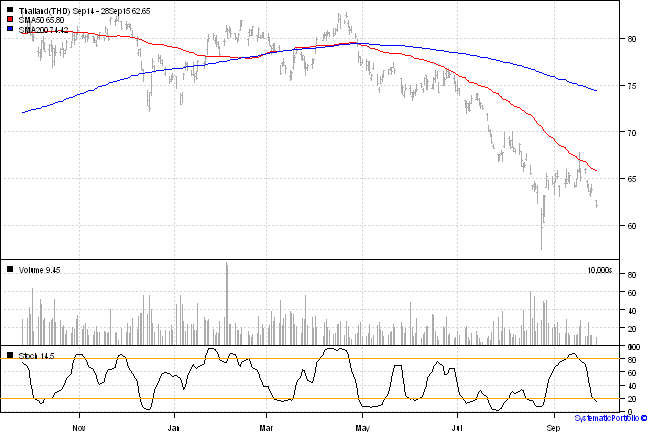 Thailand(THD) Sep14 - 28Sep15 62.65
SMA50 65.80
SMA200 74.42
80
75
70
65
60
Volume 9.45
10,000s
80
60
40
20
Stoch 14.5
80
60
40
20
0
Nov Jan Mar May Jul Sep
SystematicPortfolio ©